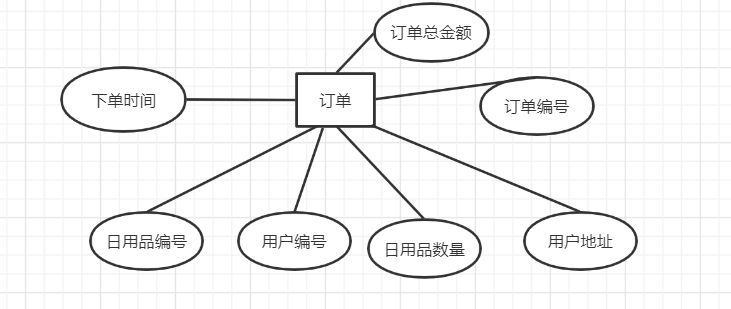 订单总金额
下单时间
订单
订单编号
日用品编号
用户编号
日用品数量
用户地址